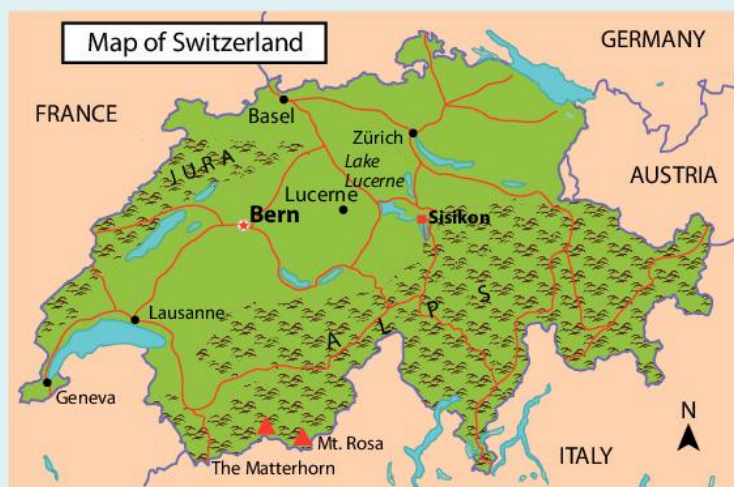 Map of Switzerland
GERMANY
FRANCE
Basel
Zürich
JURA
Lake
Lucerne
AUSTRIA
Lucerne
Bern
Sisikon
Lausanne
ALPS
Geneva
N
Mt. Rosa
The Matterhorn
ITALY